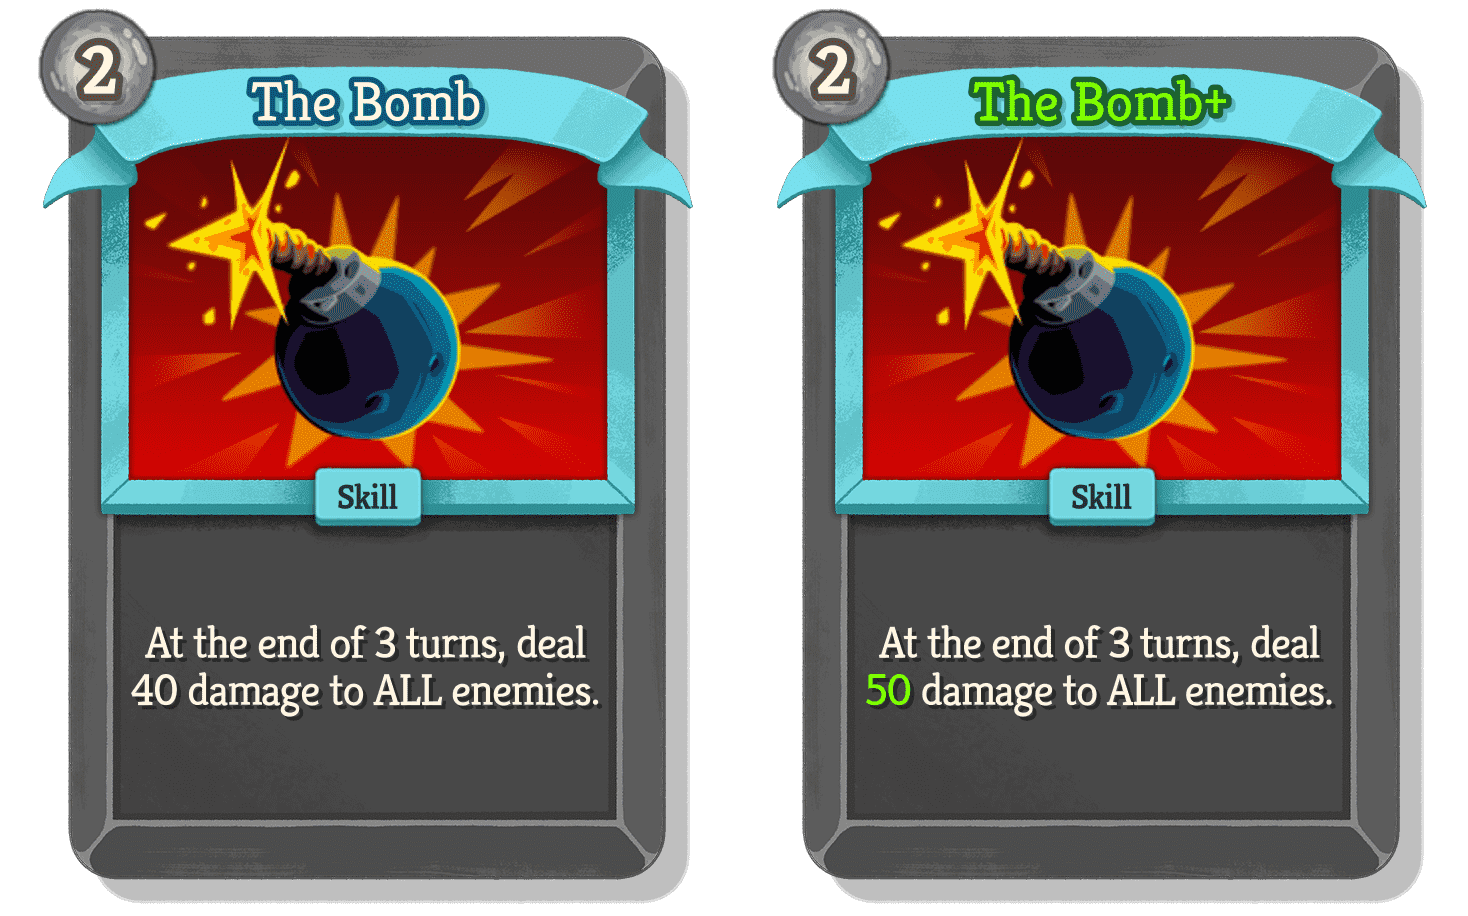 2
The Bomb
Skill
At the end of 3 turns, deal
40 damage to ALL enemies.
2
The Bomb+
Skill
At the end of 3 turns, deal
50 damage to ALL enemies.